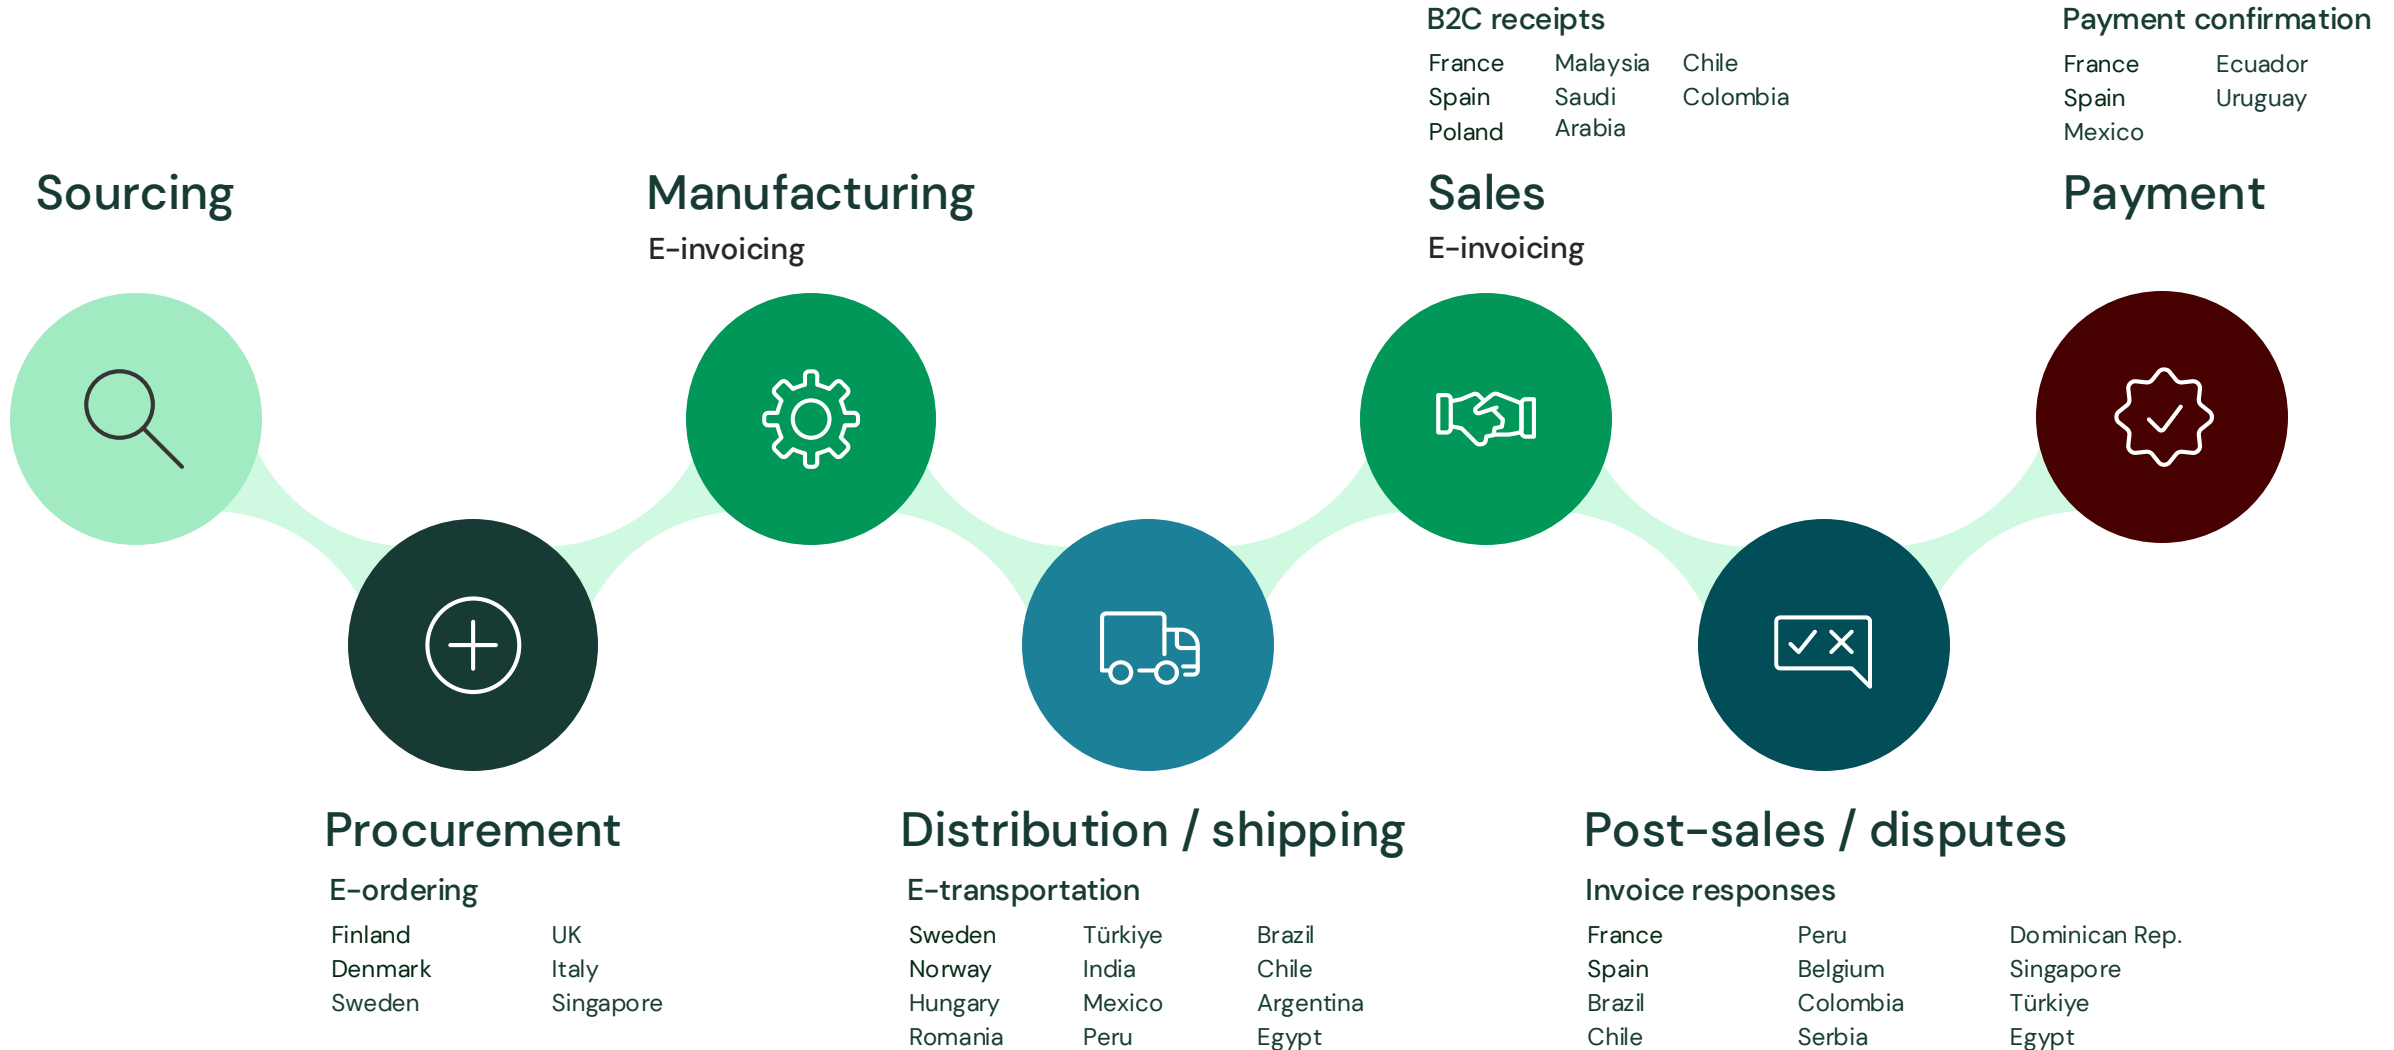 B2C receipts
France Malaysia Chile
Spain Saudi Arabia Colombia
Poland
Payment confirmation
France Ecuador
Spain Uruguay
Mexico
Sourcing
Manufacturing
E-invoicing
Sales
E-invoicing
Payment
Procurement
E-ordering
Finland UK
Denmark Italy
Sweden Singapore
Distribution / shipping
E-transportation
Sweden Türkiye Brazil
Norway India Chile
Hungary Mexico Argentina
Romania Peru Egypt
Post-sales / disputes
Invoice responses
France Peru Dominican Rep.
Spain Belgium Singapore
Brazil Colombia Türkiye
Chile Serbia Egypt